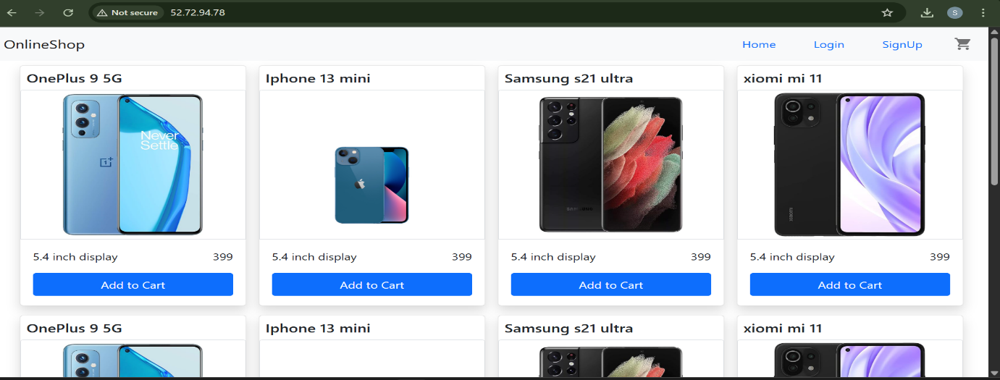 Not secure 52.72.94.78 S
OnlineShop Home Login SignUp
OnePlus 9 5G Iphone 13 mini Samsung s21 ultra xiomi mi 11
Never
Settle
SAMSUNG
xiaomi
5.4 inch display 399 5.4 inch display 399 5.4 inch display 399 5.4 inch display 399
Add to Cart Add to Cart Add to Cart Add to Cart
OnePlus 9 5G Iphone 13 mini Samsung s21 ultra xiomi mi 11